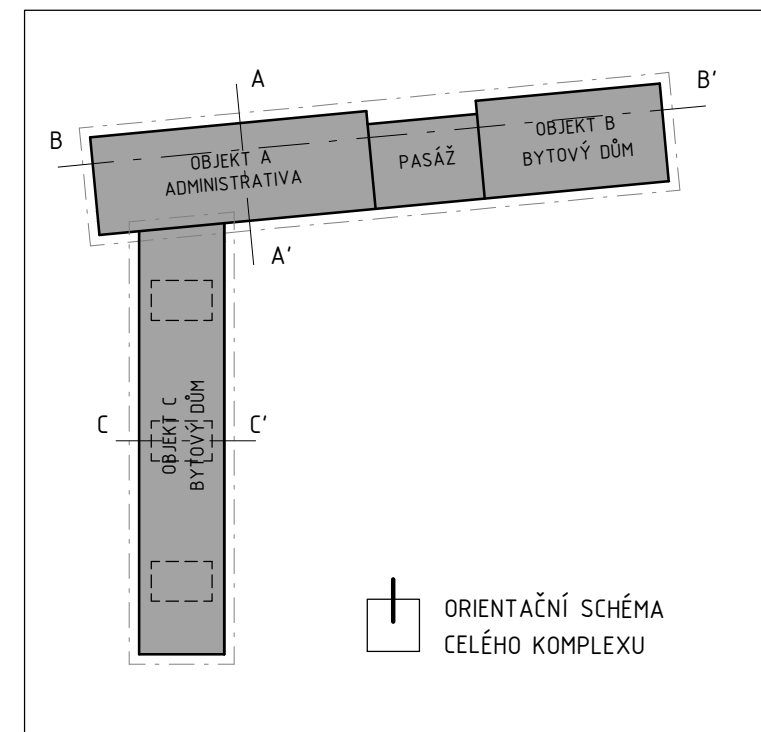 A
B'
B
OBJEKT A
ADMINISTRATIVA
PASÁŽ
OBJEKT B
BYTOVÝ DŮM
A'
C
C'
OBJEKT C
BYTOVÝ DŮM
ORIENTAČNÍ SCHÉMA
CELÉHO KOMPLEXU